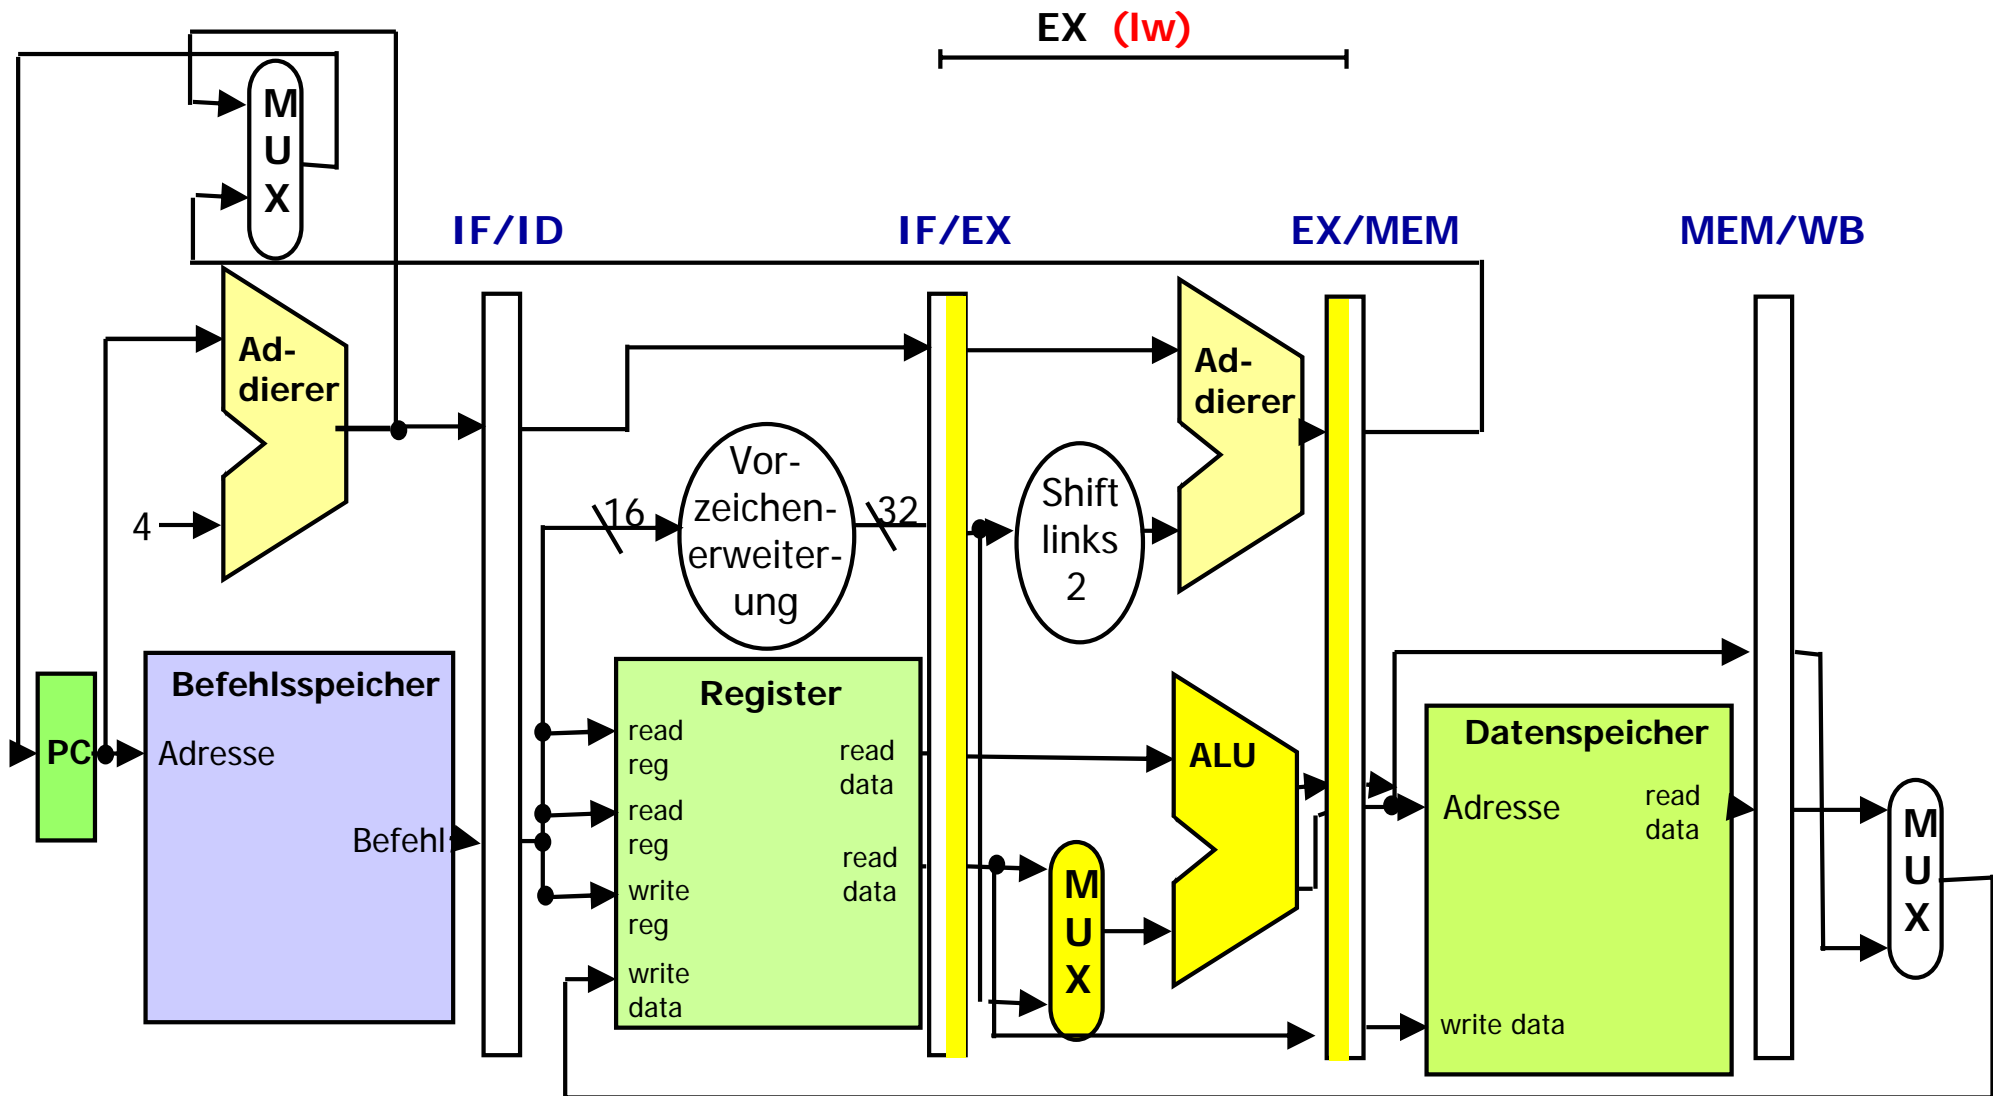 EX (lw)
M
U
X
IF/ID
IF/EX
EX/MEM
MEM/WB
Ad-
dierer
4
Vor-
zeichen-
erweiter-
ung
16
32
Shift
links
2
Ad-
dierer
PC
Befehlsspeicher
Adresse
Befehl
Register
read
reg
read
reg
write
reg
write
data
read
data
read
data
M
U
X
ALU
Datenspeicher
Adresse
read
data
write data
M
U
X